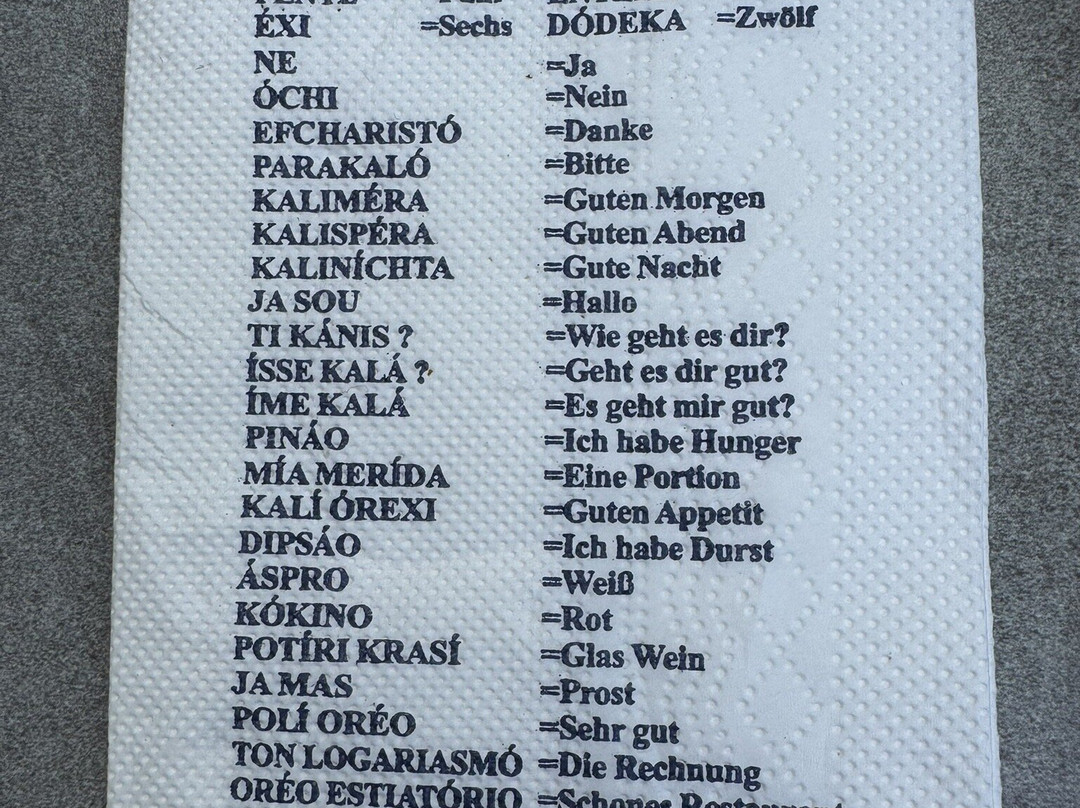 ÉXI =Sechs DÓDEKA =Zwölf
NE =Ja
ÓCHI =Nein
EFCHARISTÓ =Danke
PARAKALÓ =Bitte
KALIMÉRA =Guten Morgen
KALISPÉRA =Guten Abend
KALINÍCHTA =Gute Nacht
JA SOU =Hallo
TI KÁNIS ? =Wie geht es dir?
ÍSSE KALÁ ? =Geht es dir gut?
ÍME KALÁ =Es geht mir gut?
PINÁO =Ich habe Hunger
MÍA MERÍDA =Eine Portion
KALÍ ÓREXI =Guten Appetit
DIPSÁO =Ich habe Durst
ÁSPRO =Weiß
KÓKINO =Rot
POTÍRI KRASÍ =Glas Wein
JA MAS =Prost
POLÍ ORÉO =Sehr gut
TON LOGARIASMÓ =Die Rechnung
ORÉO ESTIATÓRIO =Schones Restaurant